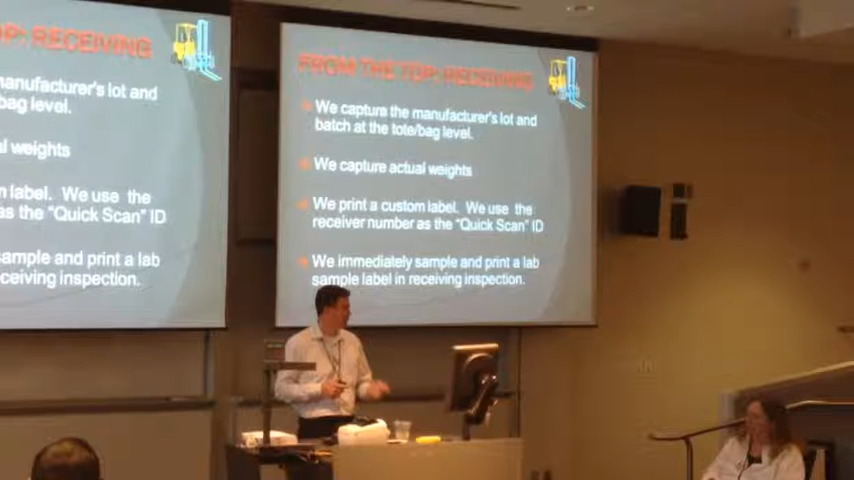 P: RECEIVING
manufacturer's lot and
bag level.
al weights
m label. We use the
as the "Quick Scan" ID
sample and print a lab
ceiving inspection.
FROM THE TOP: RECEIVING
We capture the manufacturer's lot and
batch at the tote/bag level.
We capture actual weights
We print a custom label. We use the
receiver number as the "Quick Scan" ID
We immediately sample and print a lab
sample label in receiving inspection.